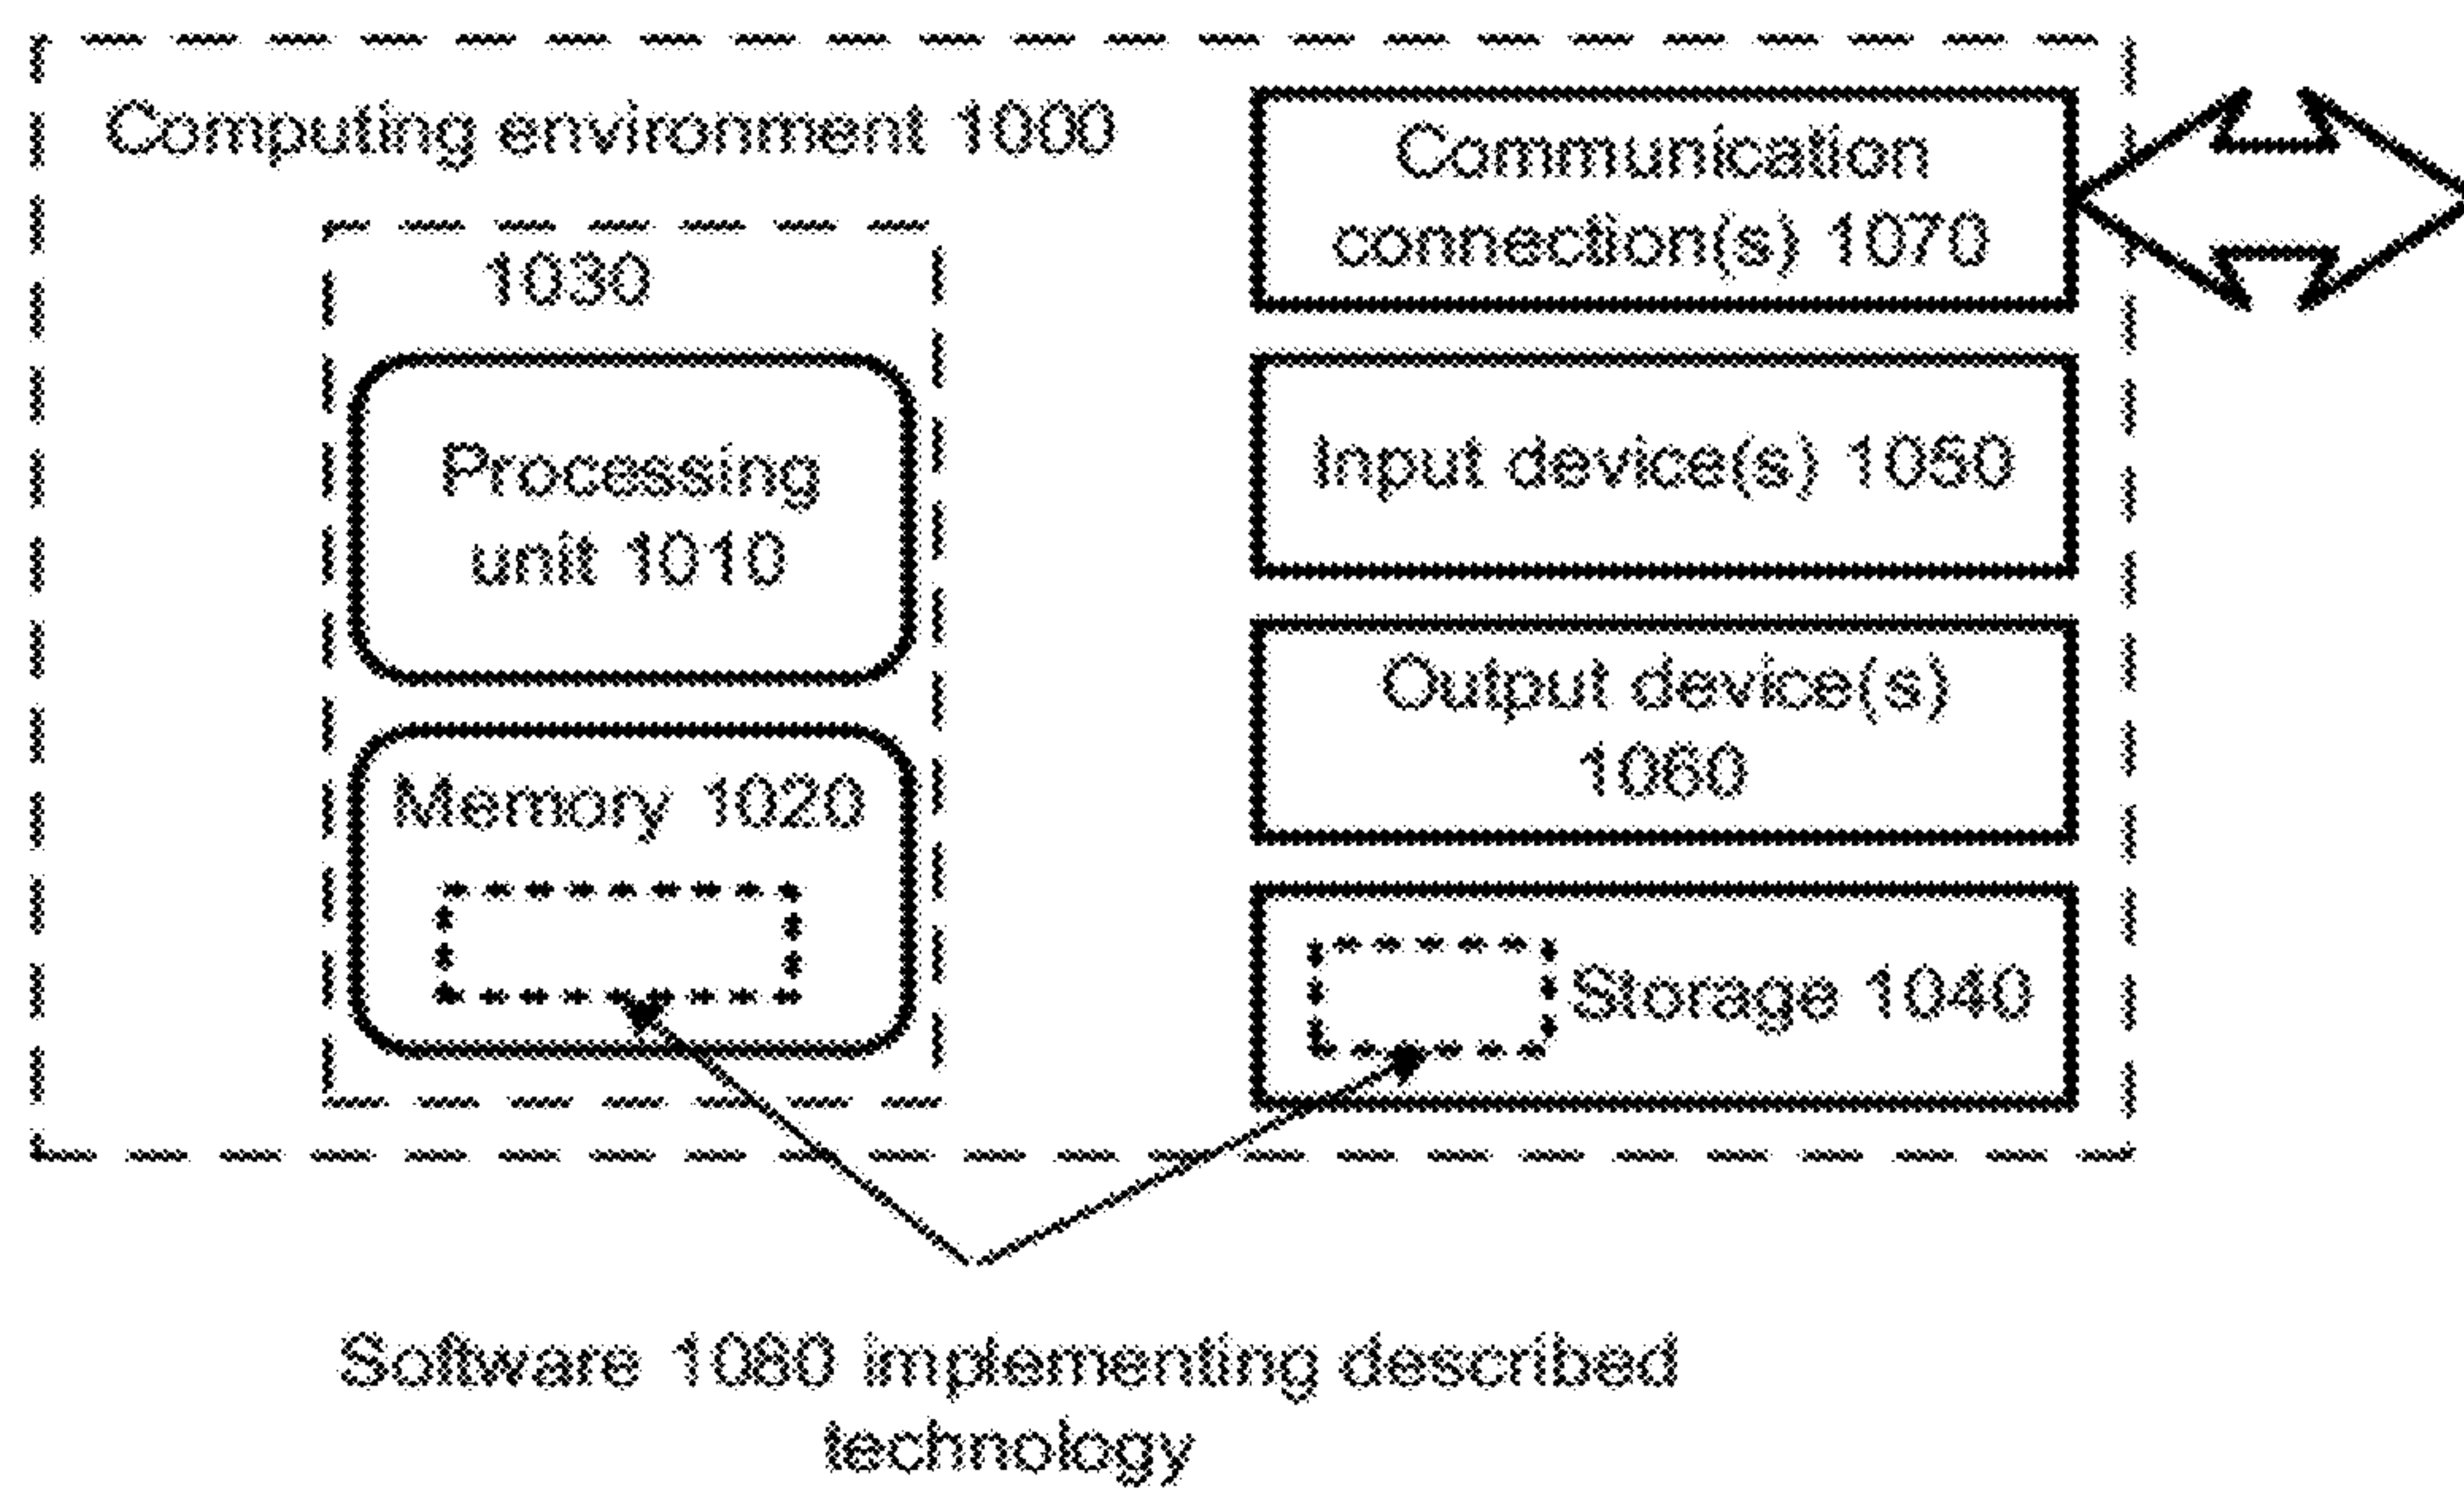 Computing environment 1000
1030
Processing
unit 1010
Memory 1020
Communication
connection(s) 1070
Input device(s) 1050
Output device(s)
1060
Storage 1040
Software 1080 implementing described
technology